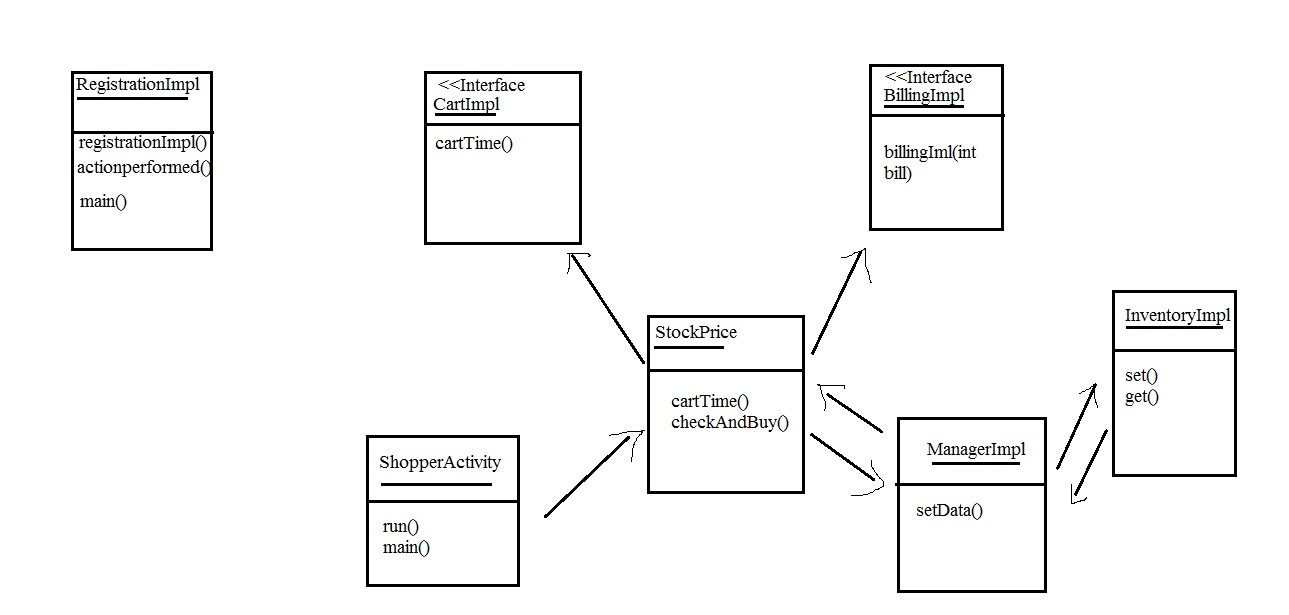 RegistrationImpl
registrationImpl()
actionperformed()
main()
<<Interface
CartImpl
cartTime()
<<Interface
BillingImpl
billingIml(int
bill)
StockPrice
cartTime()
checkAndBuy()
InventoryImpl
set()
get()
ShopperActivity
run()
main()
ManagerImpl
setData()